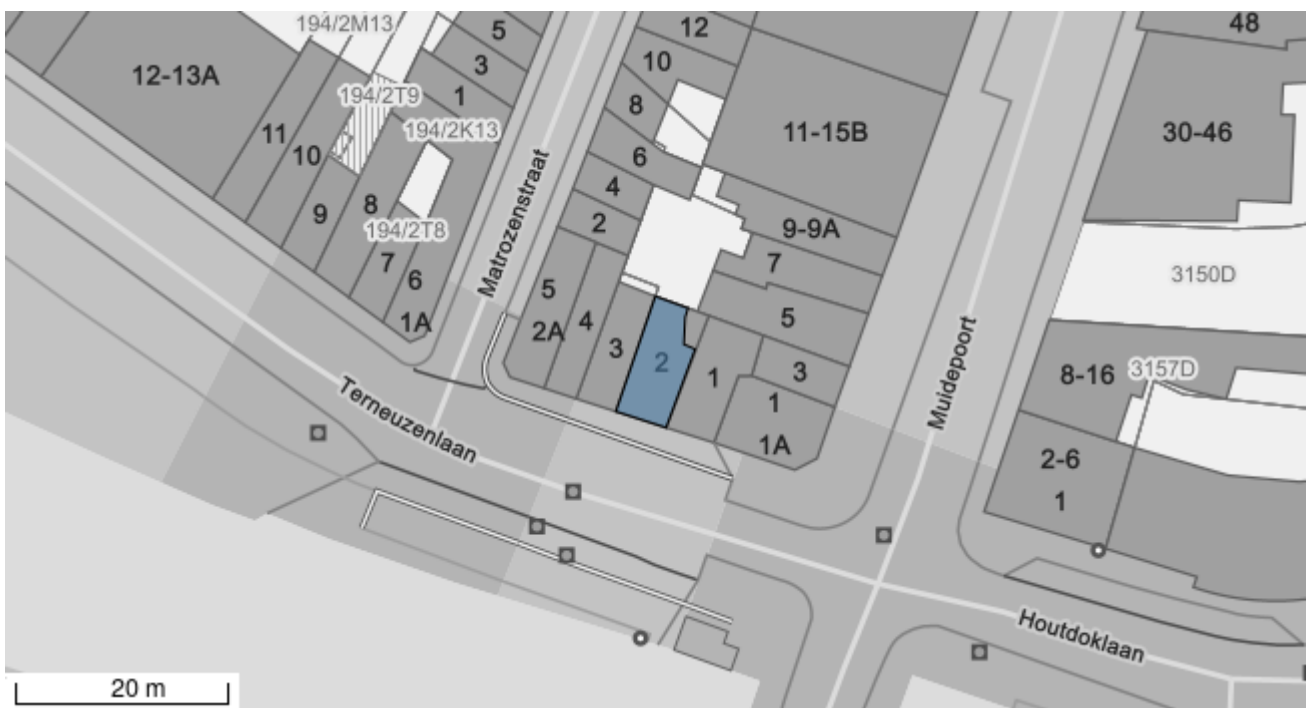 194/2M13
5
12
48
12-13A
3
10
194/2T9
1
8
11
194/2K13
11-15B
30-46
10
6
4
9
8
2
9-9A
194/2T8
7
7
3150D
6
5
Matrozenstraat
1A
2A
4
3
2
1
5
3
8-16
3157D
Muidepoort
1
1A
Terneuzenlaan
2-6
1
Houtdoklaan
20 m